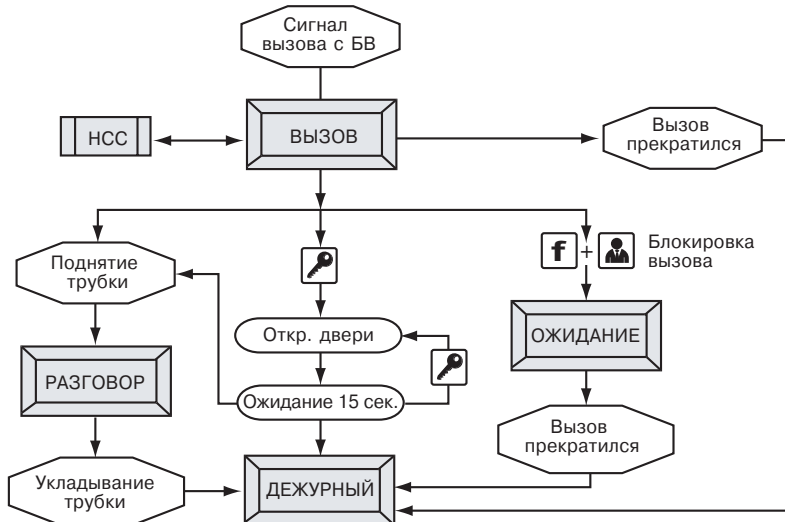 Сигнал
вызова с БВ
НСС
ВЫЗОВ
Вызов
прекратился
Поднятие
трубки
f
+
Блокировка
вызова
Откр. двери
ОЖИДАНИЕ
РАЗГОВОР
Ожидание 15 сек.
Вызов
прекратился
Укладывание
трубки
ДЕЖУРНЫЙ